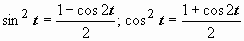 sin² t = (1 − cos 2t)/2; cos² t = (1 + cos 2t)/2